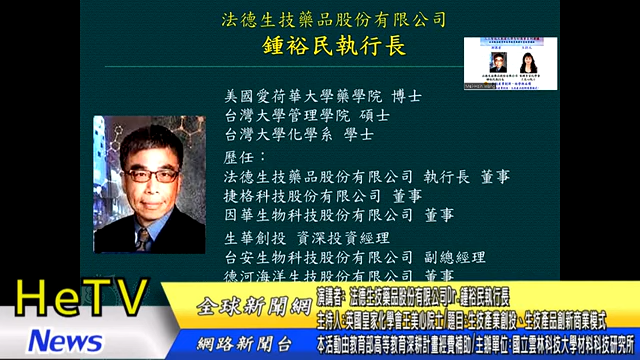 法德生技藥品股份有限公司
鍾裕民執行長
美國愛荷華大學藥學院 博士
台灣大學管理學院 碩士
台灣大學化學系 學士
歷任：
法德生技藥品股份有限公司 執行長 董事
捷格科技股份有限公司 董事
因華生物科技股份有限公司 董事
生華創投 資深投資經理
台安生物科技股份有限公司 副總經理
德河海洋生技股份有限公司 董事
HeTV
News
全球新聞網
網路新聞台
演講者: 法德生技藥品股份有限公司Dr.鍾裕民執行長
主持人:英國皇家化學會王美心院士/題目:生技產業創投、生技產品創新商業模式
本活動由教育部高等教育深耕計畫經費補助/主辦單位:國立雲林科技大學材料科技研究所